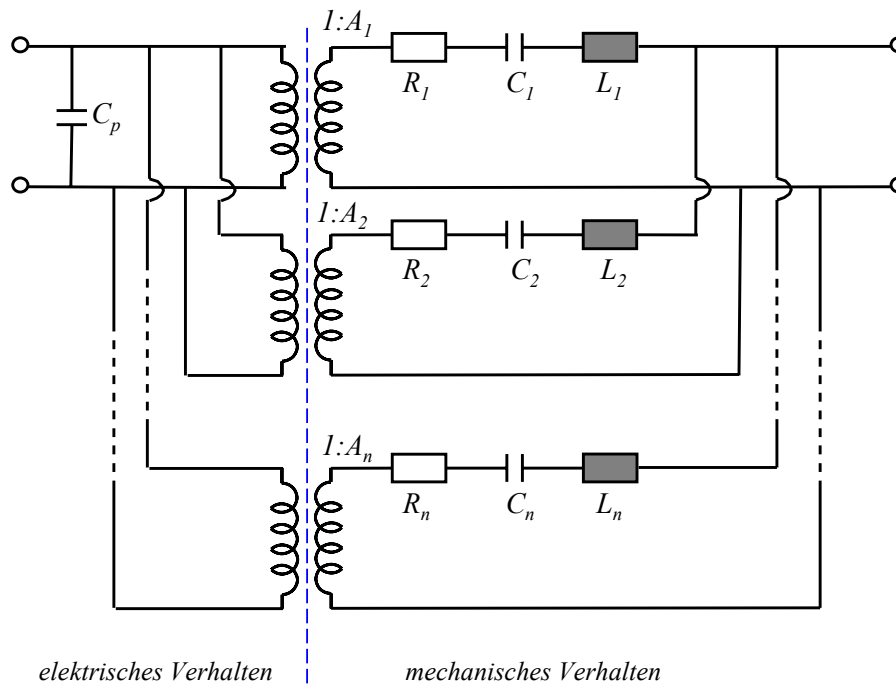 1:A₁
R₁ C₁ L₁
Cₚ
1:A₂
R₂ C₂ L₂
1:Aₙ
Rₙ Cₙ Lₙ
elektrisches Verhalten mechanisches Verhalten